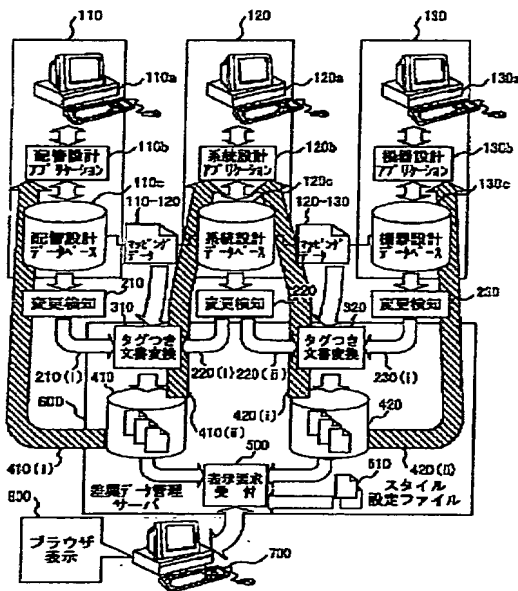 110
120
130
110a
120a
130a
配管設計
アプリケーション
110b
系統設計
アプリケーション
120b
機器設計
アプリケーション
130b
110c
110-120
120c
120-130
130c
配管設計
データベース
マッピング
データ
系統設計
データベース
マッピング
データ
機器設計
データベース
210
変更検知
310
変更検知
220
320
変更検知
230
タグつき
文書変換
タグつき
文書変換
210(i)
220(i)
220(ii)
230(i)
600
410
410(ii)
420(i)
420
500
410(i)
420(ii)
差異データ管理
サーバ
表示要求
受付
510
スタイル
設定ファイル
800
ブラウザ
表示
700